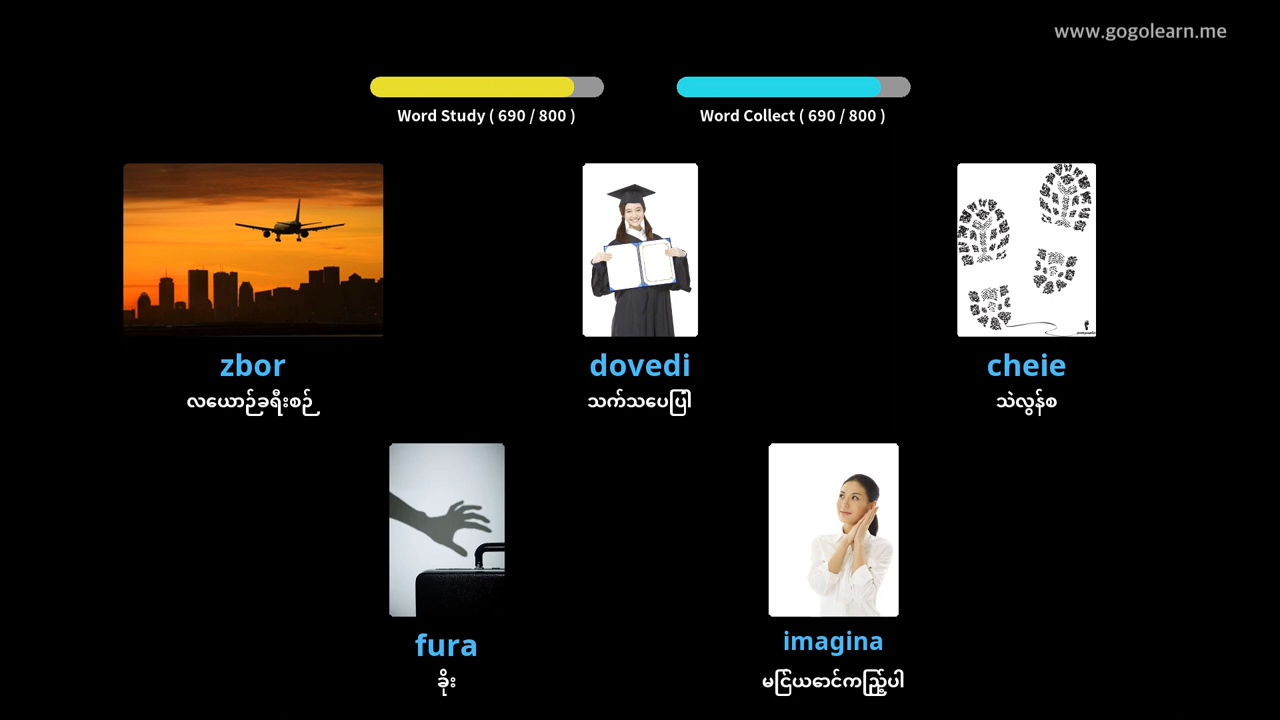 www.gogolearn.me
Word Study ( 690 / 800 )
Word Collect ( 690 / 800 )
zbor
လယောဉ်ခရီးစဉ်
dovedi
သက်သပေြပါ
cheie
သဲလွန်စ
fura
ခိုး
imagina
မငြ်ယောင်ကည့်ြပါ